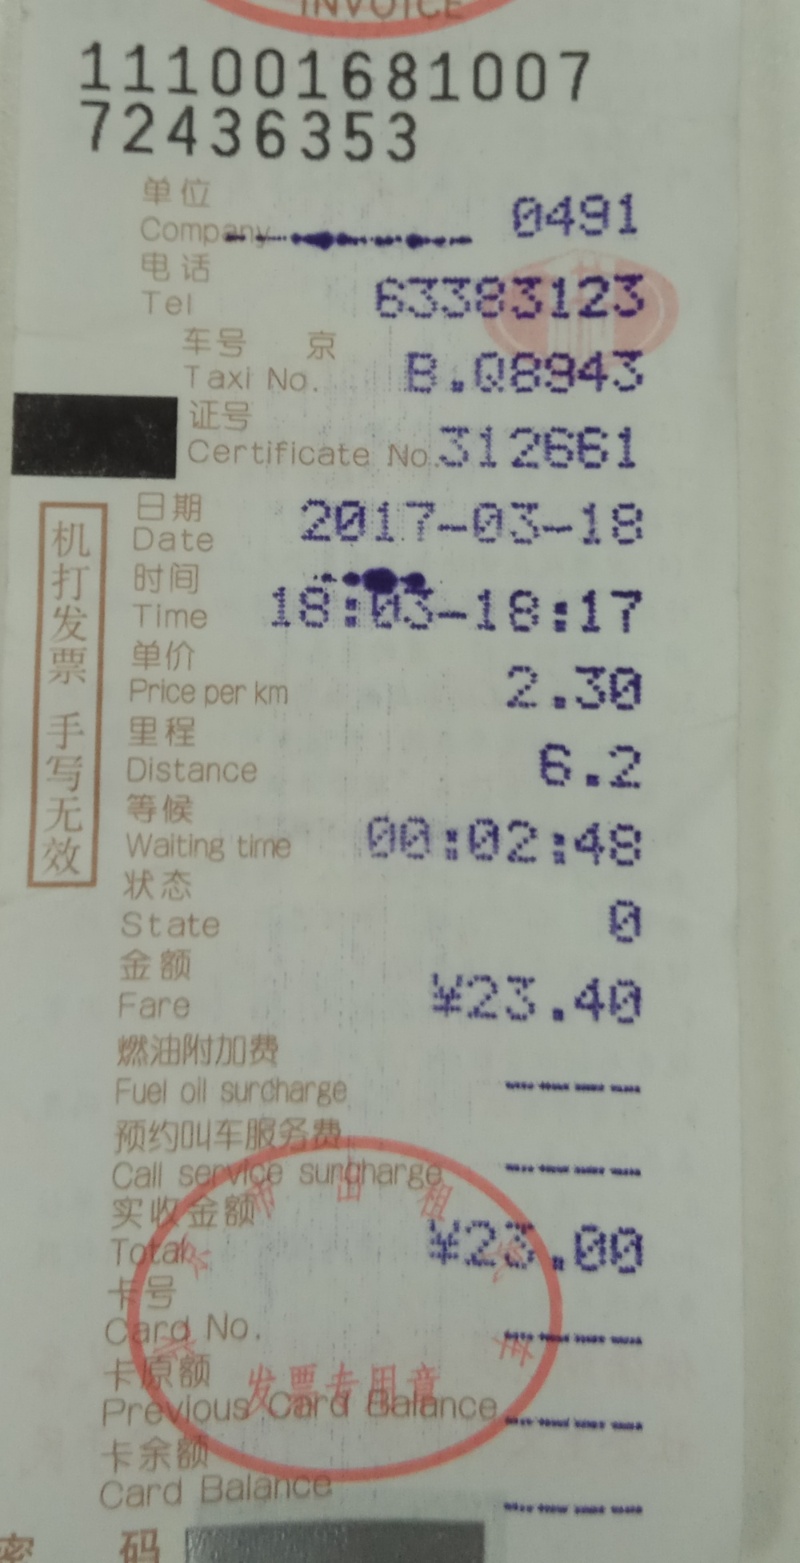 INVOICE
111001681007
72436353
单位
Company 0491
电话
Tel 63383123
车号 京
Taxi No. B.Q8943
证号
Certificate No. 312661
日期
Date 2017-03-18
时间
Time 18:03-18:17
单价
Price per km 2.30
里程
Distance 6.2
等候
Waiting time 00:02:48
状态
State 0
金额
Fare ¥23.40
燃油附加费
Fuel oil surcharge ----
预约叫车服务费
Call service surcharge ----
实收金额
Total ¥23.00
卡号
Card No. ----
卡原额
Previous Card Balance ----
卡余额
Card Balance ----
密 码
机打发票 手写无效
发票专用章